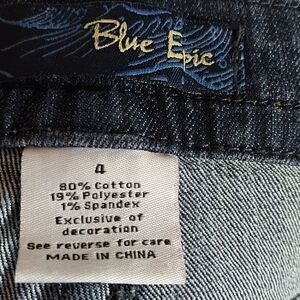 Blue Epic
4
80% Cotton
19% Polyester
1% Spandex
Exclusive of
decoration
See reverse for care
MADE IN CHINA